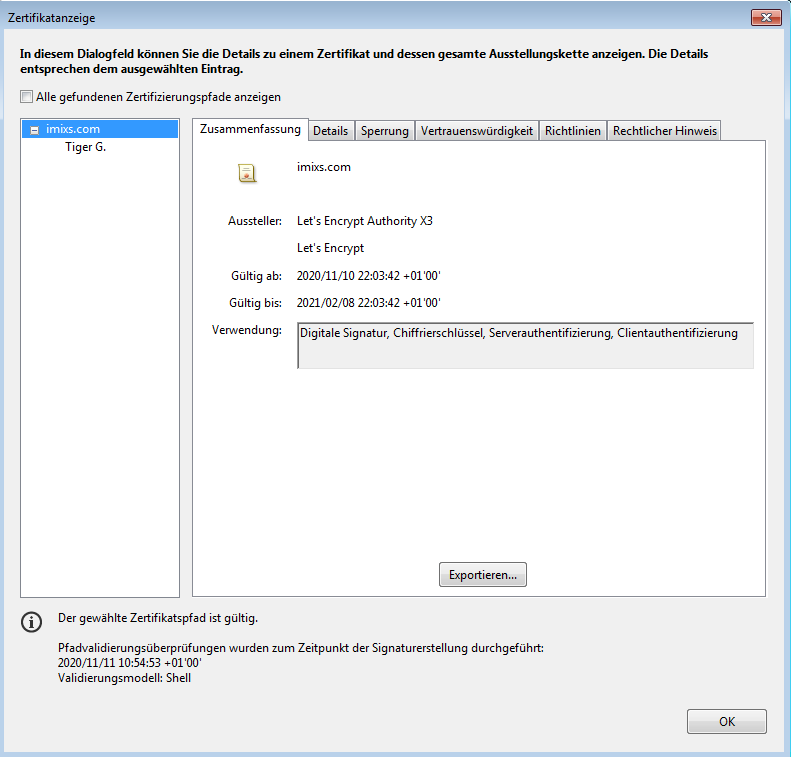 Zertifikatanzeige
In diesem Dialogfeld können Sie die Details zu einem Zertifikat und dessen gesamte Ausstellungskette anzeigen. Die Details
entsprechen dem ausgewählten Eintrag.
Alle gefundenen Zertifizierungspfade anzeigen
imixs.com
Tiger G.
Zusammenfassung Details Sperrung Vertrauenswürdigkeit Richtlinien Rechtlicher Hinweis
imixs.com
Aussteller: Let's Encrypt Authority X3
Let's Encrypt
Gültig ab: 2020/11/10 22:03:42 +01'00'
Gültig bis: 2021/02/08 22:03:42 +01'00'
Verwendung: Digitale Signatur, Chiffrierschlüssel, Serverauthentifizierung, Clientauthentifizierung
Exportieren...
Der gewählte Zertifikatspfad ist gültig.
Pfadvalidierungsüberprüfungen wurden zum Zeitpunkt der Signaturerstellung durchgeführt:
2020/11/11 10:54:53 +01'00'
Validierungsmodell: Shell
OK